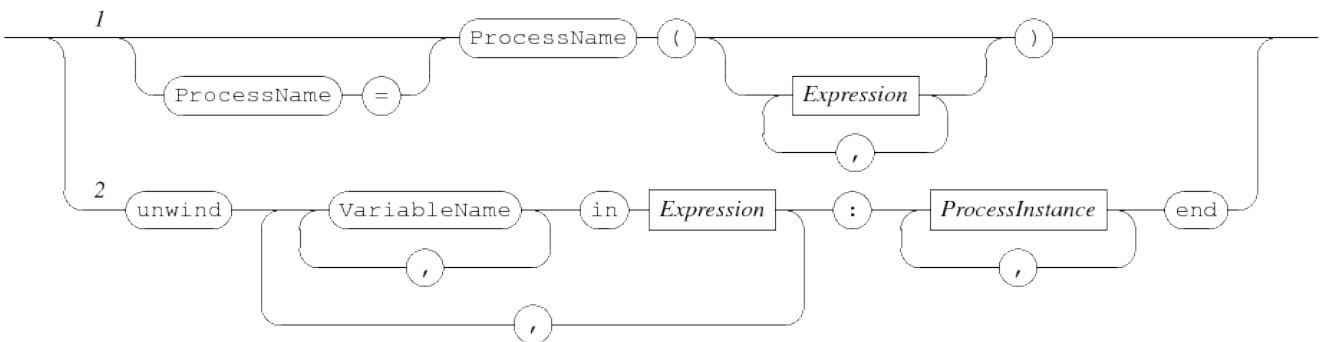 1
ProcessName ( )
ProcessName = Expression
,
2
unwind VariableName in Expression : ProcessInstance end
, ,
,